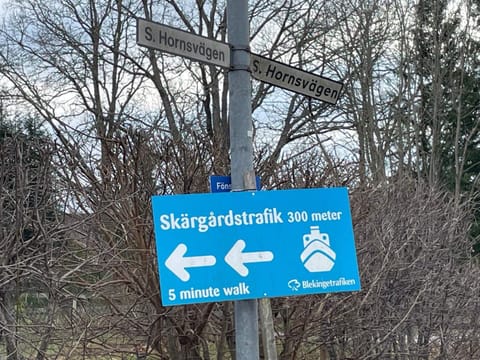 S. Hornsvägen
S. Hornsvägen
Skärgårdstrafik 300 meter
5 minute walk
Blekingetrafiken